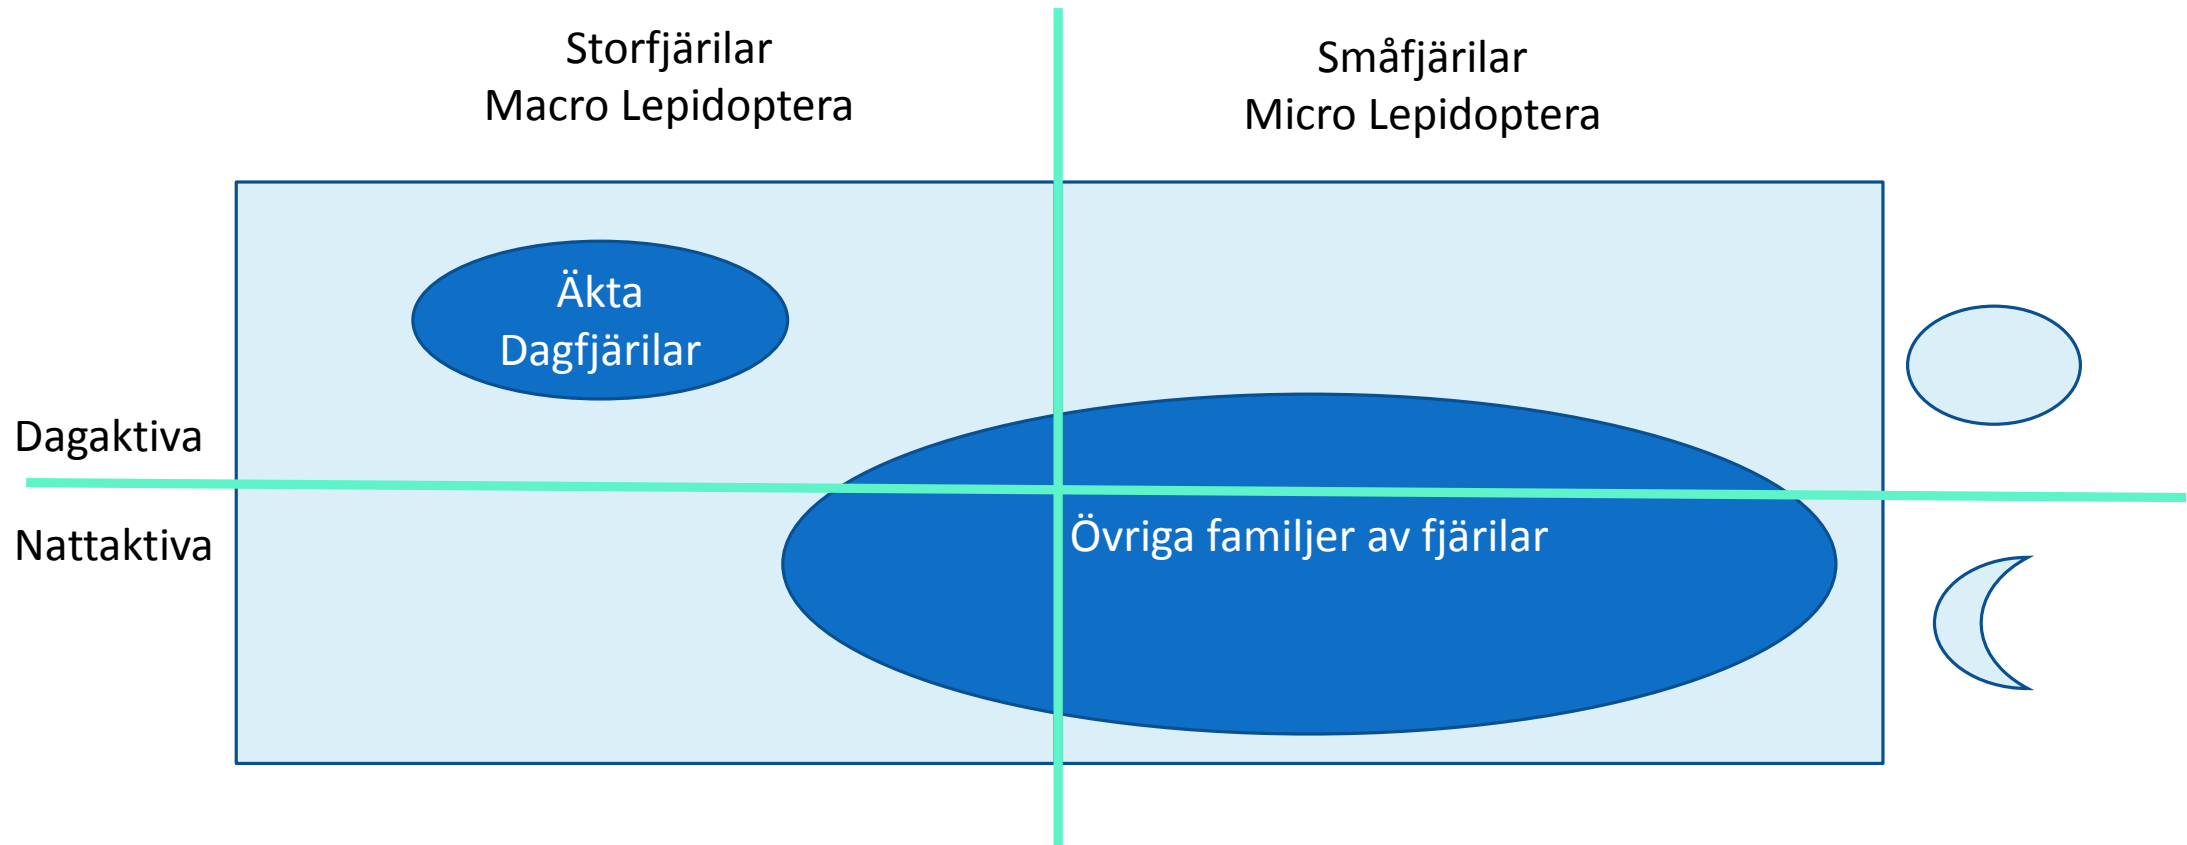 Storfjärilar
Macro Lepidoptera
Småfjärilar
Micro Lepidoptera
Äkta
Dagfjärilar
Dagaktiva
Nattaktiva
Övriga familjer av fjärilar